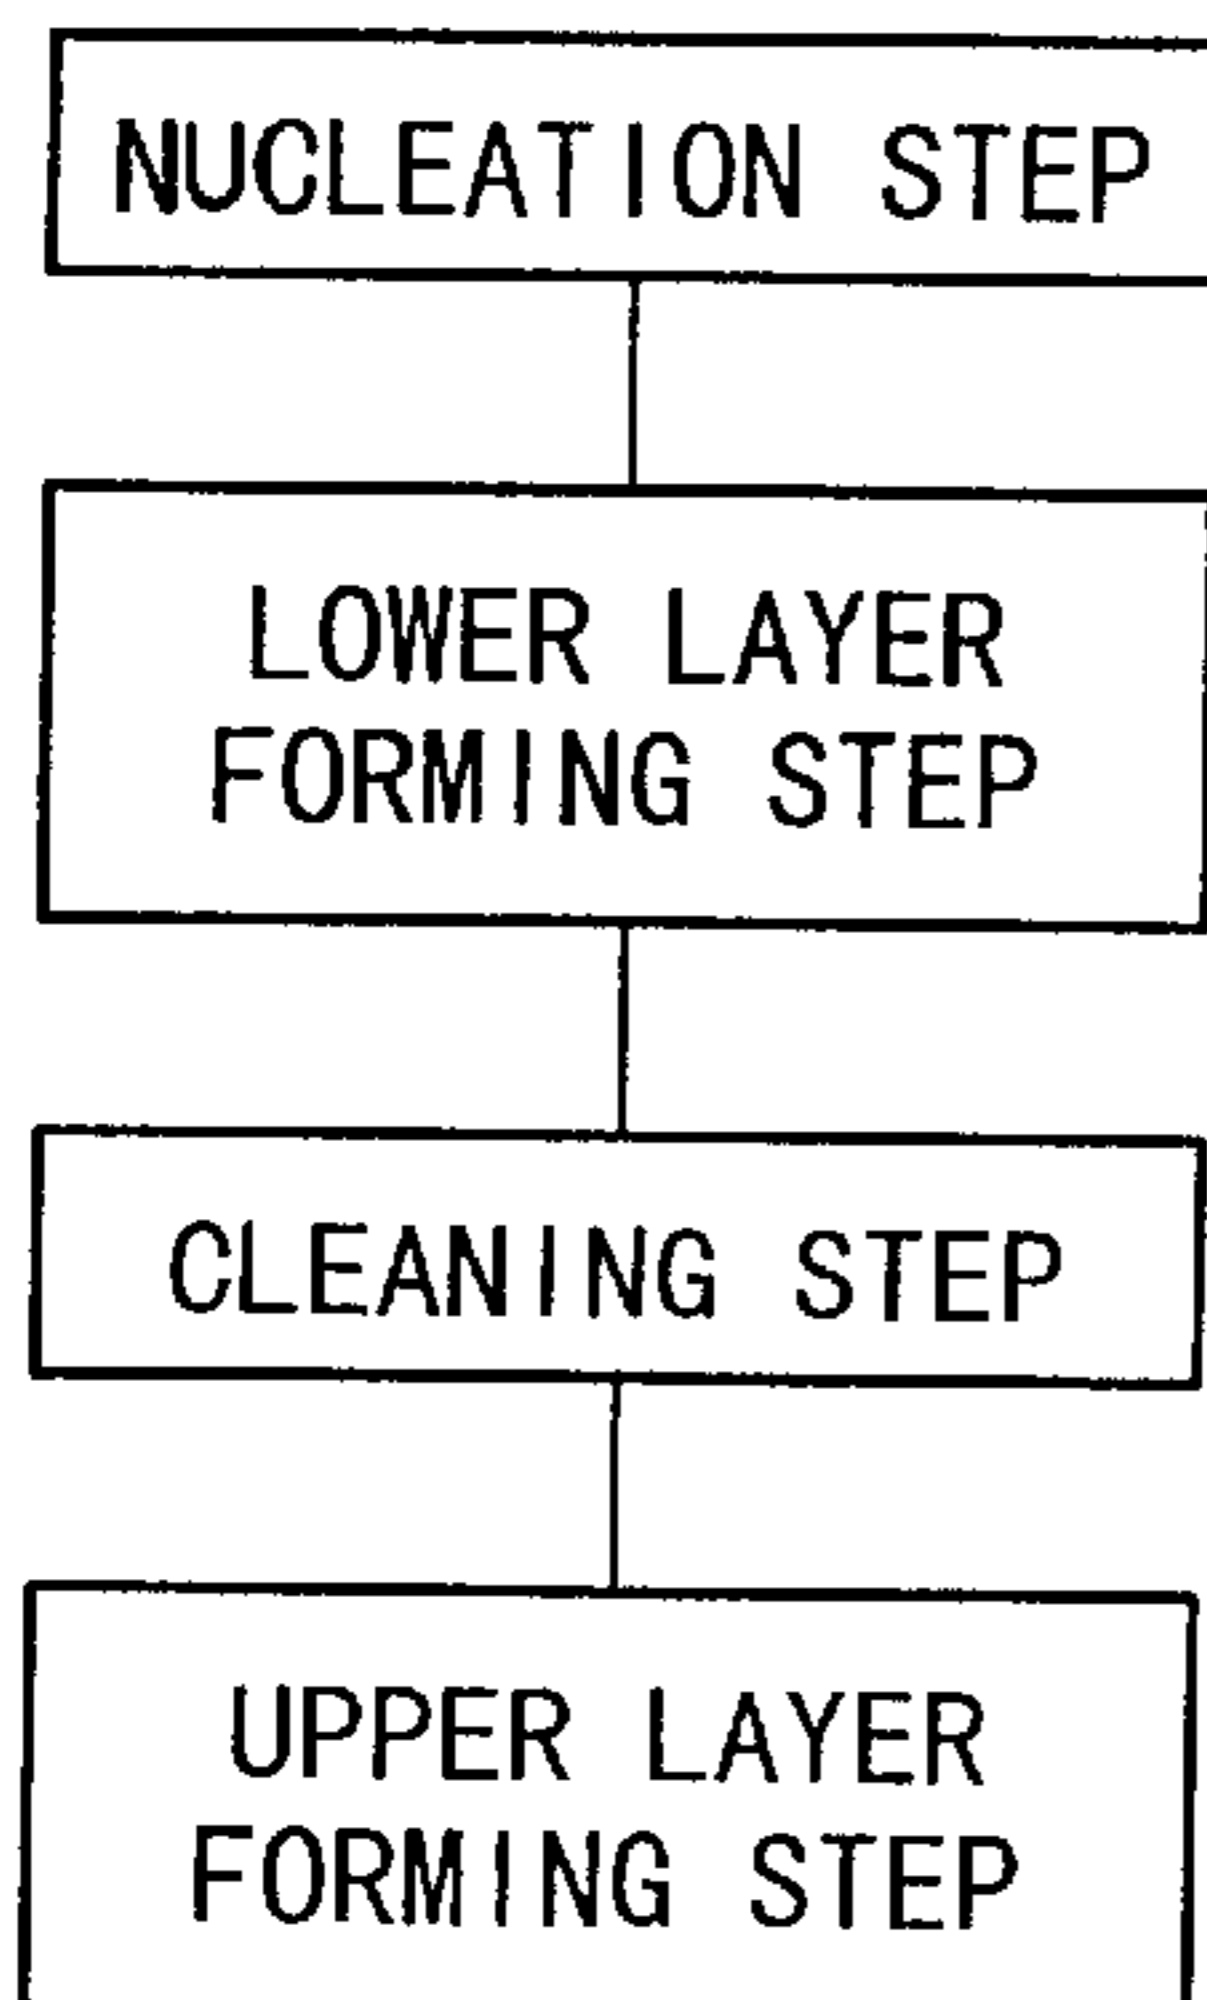 NUCLEATION STEP
LOWER LAYER
FORMING STEP
CLEANING STEP
UPPER LAYER
FORMING STEP